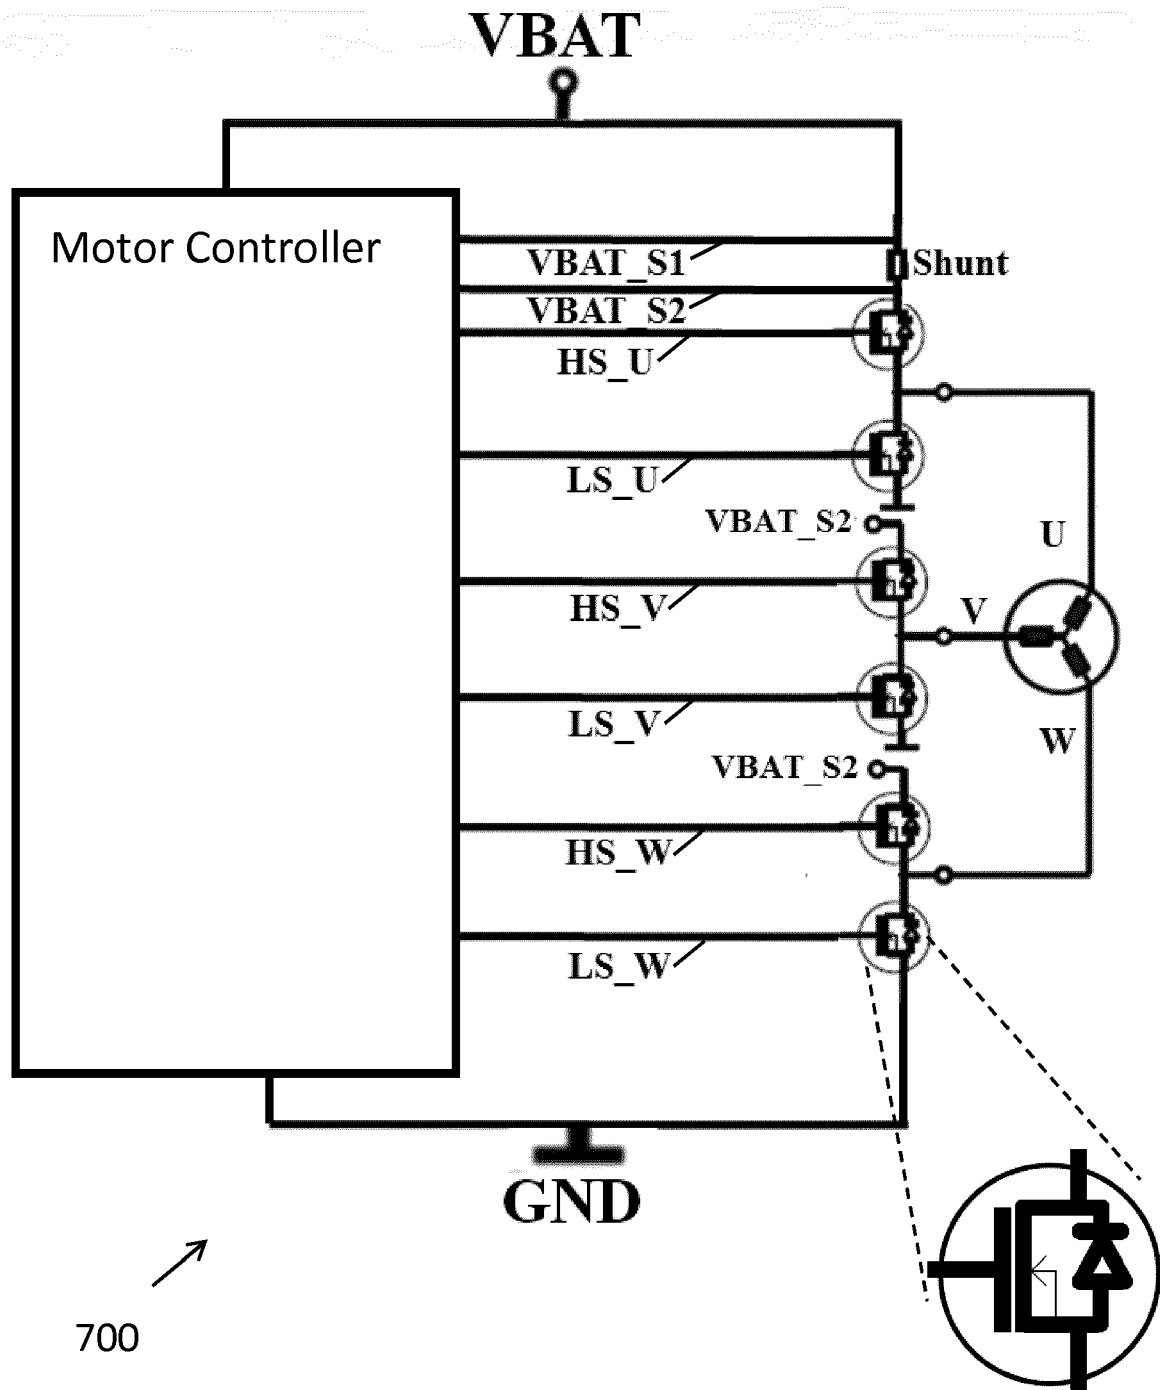 VBAT
Motor Controller
VBAT_S1
Shunt
VBAT_S2
HS_U
LS_U
VBAT_S2
U
HS_V
V
LS_V
W
VBAT_S2
HS_W
LS_W
GND
700